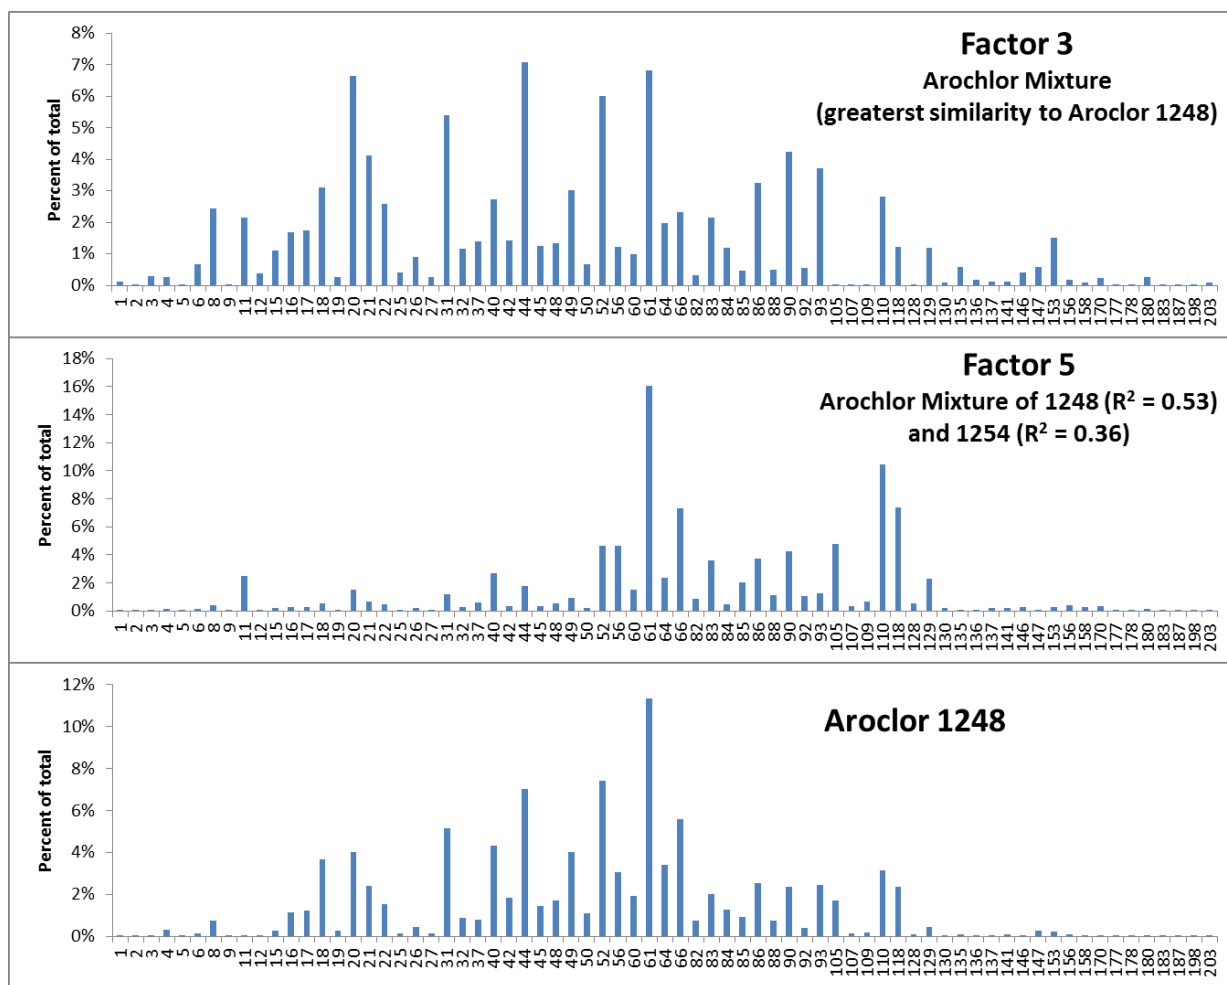 Factor 3
Arochlor Mixture
(greaterst similarity to Aroclor 1248)
Percent of total
8%
7%
6%
5%
4%
3%
2%
1%
0%
1 2 3 4 5 6 8 9 11 12 15 16 17 18 19 20 21 22 25 26 27 31 32 37 40 42 44 45 48 49 50 52 56 60 61 64 66 82 83 84 85 86 88 90 92 93 105 107 109 110 118 128 129 130 135 136 137 141 146 147 153 156 158 170 177 178 180 183 187 198 203
Factor 5
Arochlor Mixture of 1248 (R² = 0.53)
and 1254 (R² = 0.36)
Percent of total
18%
16%
14%
12%
10%
8%
6%
4%
2%
0%
1 2 3 4 5 6 8 9 11 12 15 16 17 18 19 20 21 22 25 26 27 31 32 37 40 42 44 45 48 49 50 52 56 60 61 64 66 82 83 84 85 86 88 90 92 93 105 107 109 110 118 128 129 130 135 136 137 141 146 147 153 156 158 170 177 178 180 183 187 198 203
Aroclor 1248
Percent of total
12%
10%
8%
6%
4%
2%
0%
1 2 3 4 5 6 8 9 11 12 15 16 17 18 19 20 21 22 25 26 27 31 32 37 40 42 44 45 48 49 50 52 56 60 61 64 66 82 83 84 85 86 88 90 92 93 105 107 109 110 118 128 129 130 135 136 137 141 146 147 153 156 158 170 177 178 180 183 187 198 203